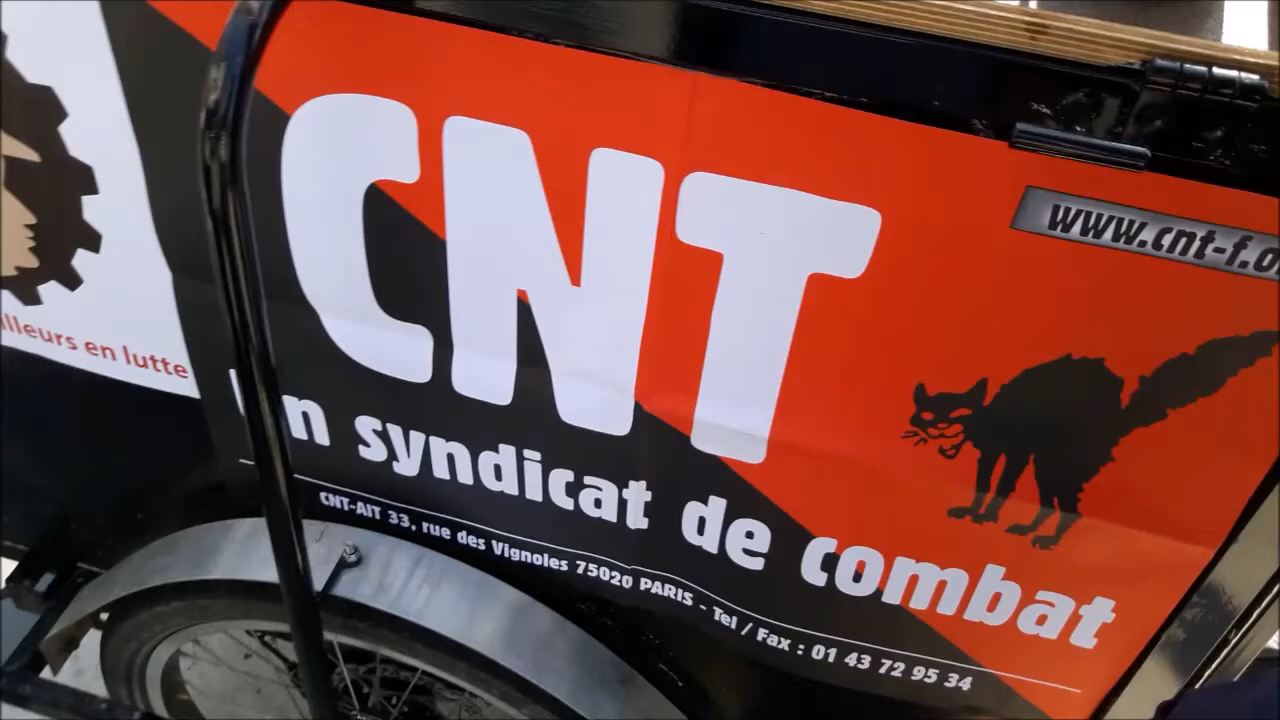 CNT
www.cnt-f.o
n syndicat de combat
CNT-AIT 33, rue des Vignoles 75020 PARIS - Tel / Fax : 01 43 72 95 34
illeurs en lutte